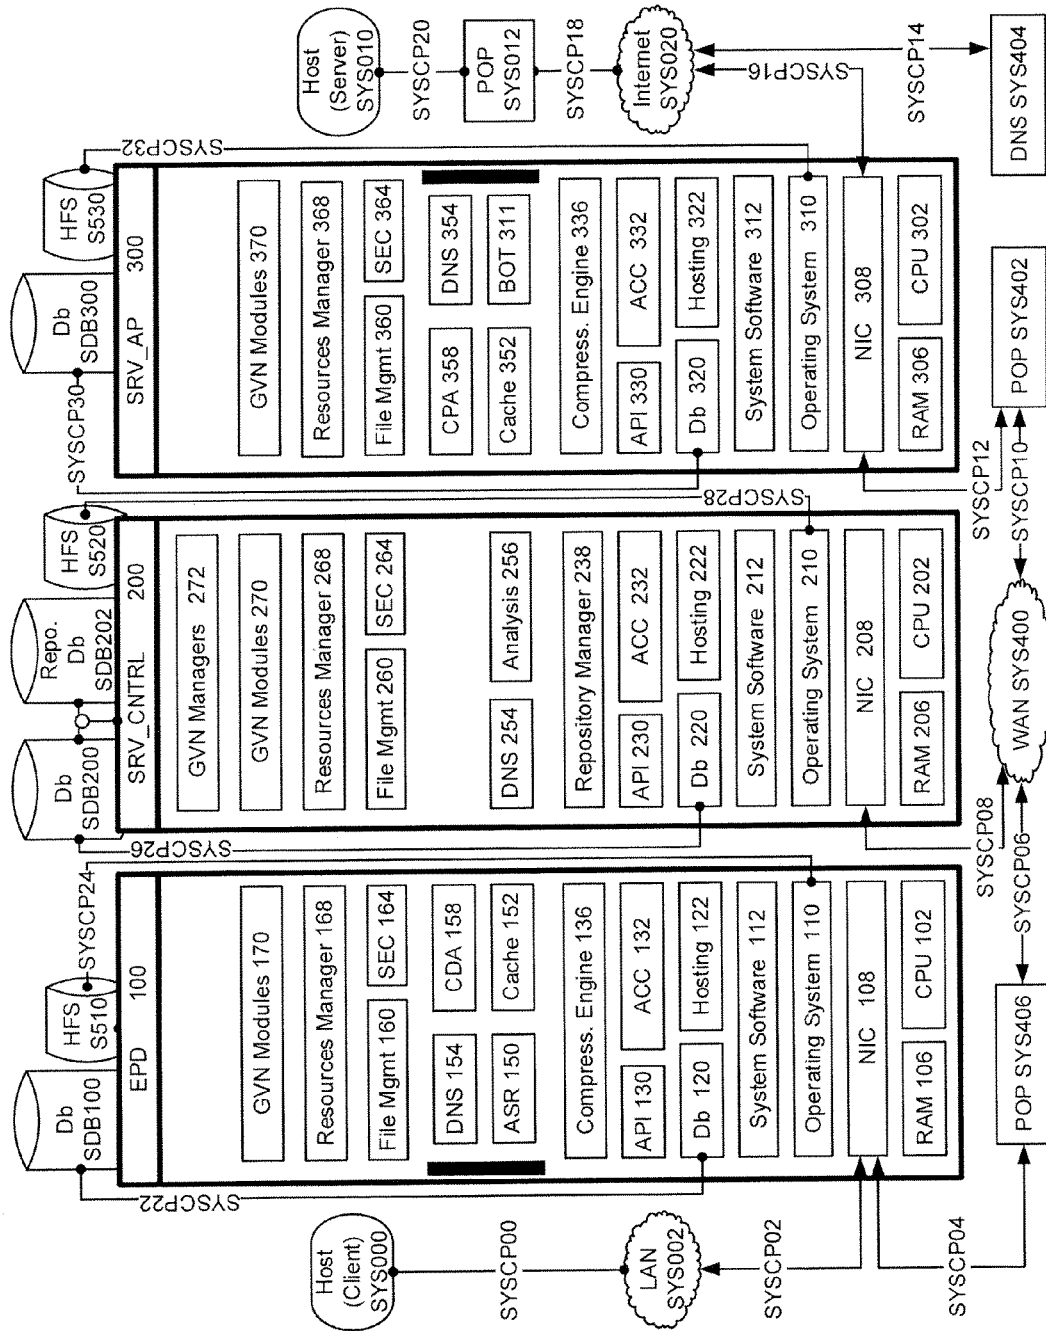 Host
(Client)
SYS000
SYSCP00
LAN
SYS002
SYSCP02
SYSCP04
POP SYS406
SYSCP06
WAN SYS400
SYSCP08
SYSCP10
POP SYS402
SYSCP12
Db
SDB100
HFS
S510
SYSCP22
SYSCP24
EPD 100
GVN Modules 170
Resources Manager 168
File Mgmt 160
SEC 164
DNS 154
CDA 158
ASR 150
Cache 152
Compress. Engine 136
API 130
ACC 132
Db 120
Hosting 122
System Software 112
Operating System 110
NIC 108
RAM 106
CPU 102
Db
SDB200
Repo.
Db
SDB202
HFS
S520
SYSCP26
SYSCP28
SRV_CNTRL 200
GVN Managers 272
GVN Modules 270
Resources Manager 268
File Mgmt 260
SEC 264
DNS 254
Analysis 256
Repository Manager 238
API 230
ACC 232
Db 220
Hosting 222
System Software 212
Operating System 210
NIC 208
RAM 206
CPU 202
Db
SDB300
HFS
S530
SYSCP30
SYSCP32
SRV_AP 300
GVN Modules 370
Resources Manager 368
File Mgmt 360
SEC 364
CPA 358
DNS 354
Cache 352
BOT 311
Compress. Engine 336
API 330
ACC 332
Db 320
Hosting 322
System Software 312
Operating System 310
NIC 308
RAM 306
CPU 302
Host
(Server)
SYS010
SYSCP20
POP
SYS012
SYSCP18
Internet
SYS020
SYSCP16
SYSCP14
DNS SYS404